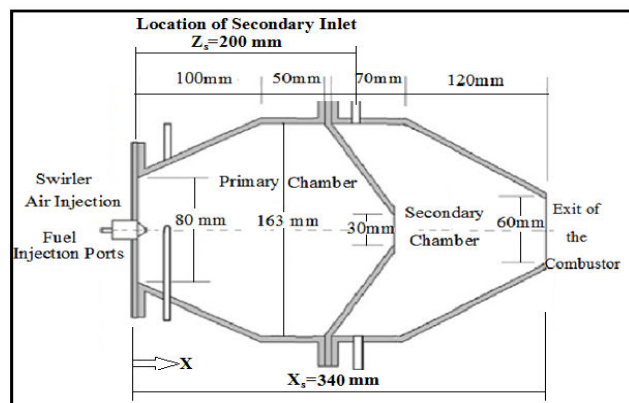 Location of Secondary Inlet
Zs=200 mm
100mm
50mm
70mm
120mm
Swirler
Air Injection
Fuel
Injection Ports
Primary Chamber
80 mm
163 mm
30mm
Secondary
Chamber
60mm
Exit of
the
Combustor
X
Xs=340 mm